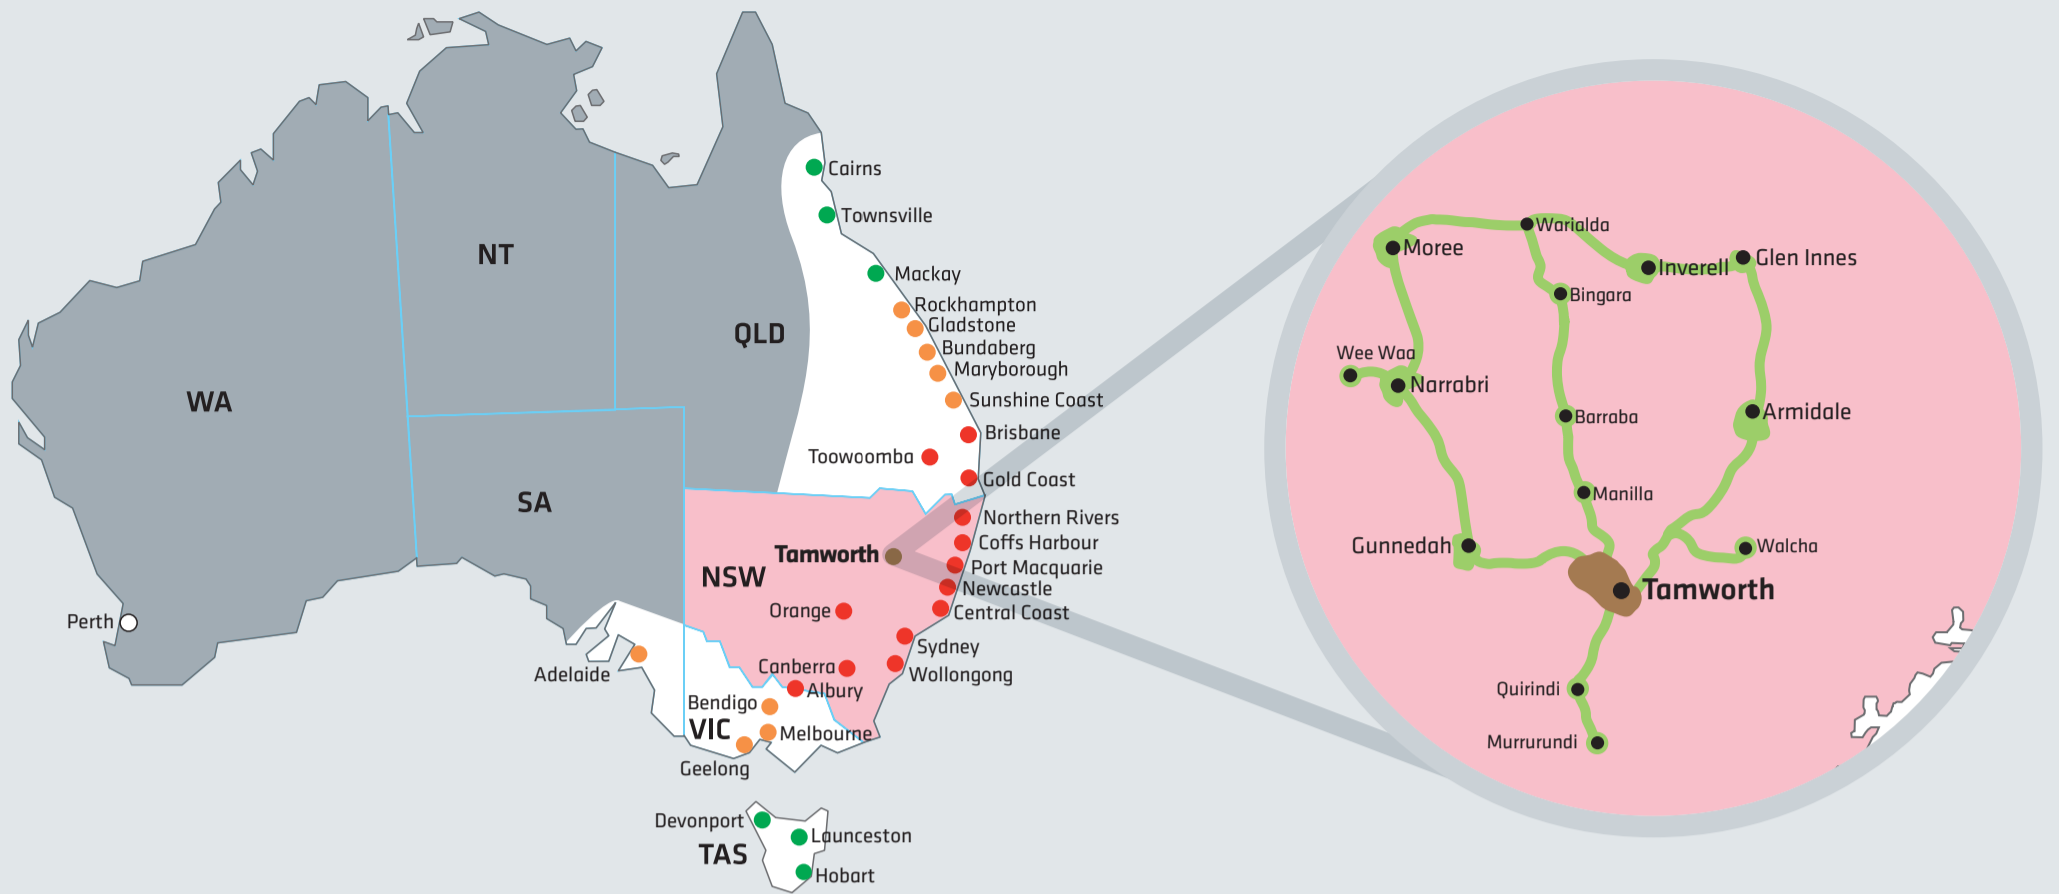 NT
QLD
WA
SA
NSW
VIC
TAS
Cairns
Townsville
Mackay
Rockhampton
Gladstone
Bundaberg
Maryborough
Sunshine Coast
Brisbane
Toowoomba
Gold Coast
Northern Rivers
Coffs Harbour
Tamworth
Port Macquarie
Newcastle
Orange
Central Coast
Perth
Sydney
Canberra
Adelaide
Wollongong
Albury
Bendigo
Melbourne
Geelong
Devonport
Launceston
Hobart
Warialda
Moree
Glen Innes
Inverell
Bingara
Wee Waa
Narrabri
Armidale
Barraba
Manilla
Gunnedah
Walcha
Tamworth
Quirindi
Murrurundi